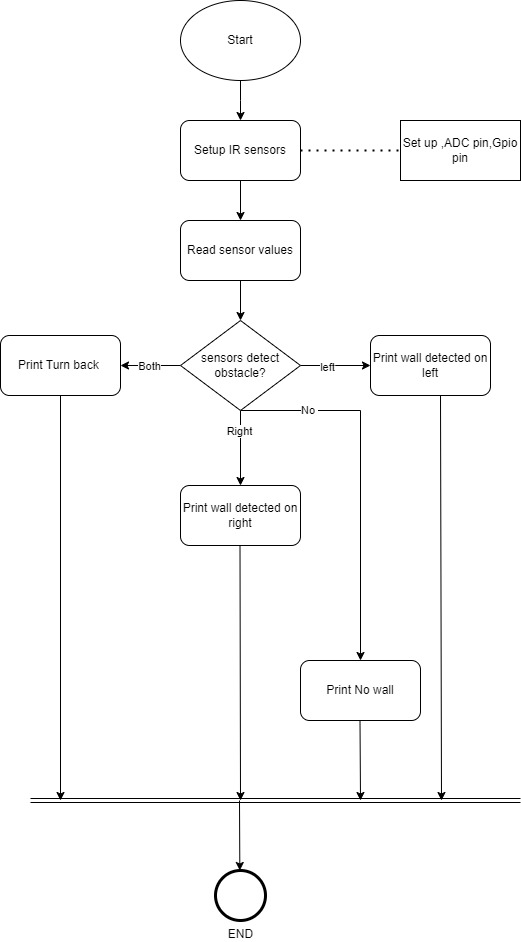 Start
Setup IR sensors
Set up ,ADC pin,Gpio
pin
Read sensor values
sensors detect
obstacle?
Both
Print Turn back
left
Print wall detected on
left
No
Right
Print wall detected on
right
Print No wall
END